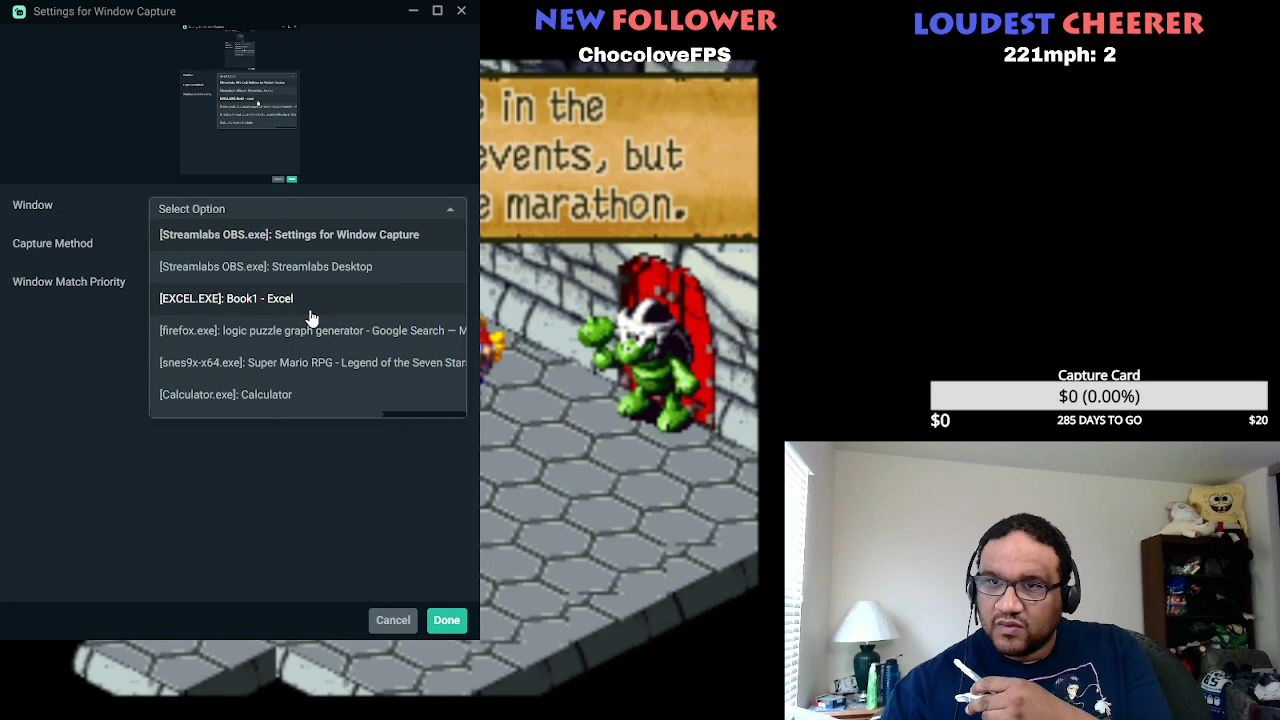 Settings for Window Capture
Window
Select Option
[Streamlabs OBS.exe]: Settings for Window Capture
[Streamlabs OBS.exe]: Streamlabs Desktop
[EXCEL.EXE]: Book1 - Excel
[firefox.exe]: logic puzzle graph generator - Google Search — M
[snes9x-x64.exe]: Super Mario RPG - Legend of the Seven Star
[Calculator.exe]: Calculator
Capture Method
Window Match Priority
Cancel
Done
NEW FOLLOWER
ChocoloveFPS
in the
events, but
marathon.
LOUDEST CHEERER
221mph: 2
Capture Card
$0 (0.00%)
$0
285 DAYS TO GO
$20